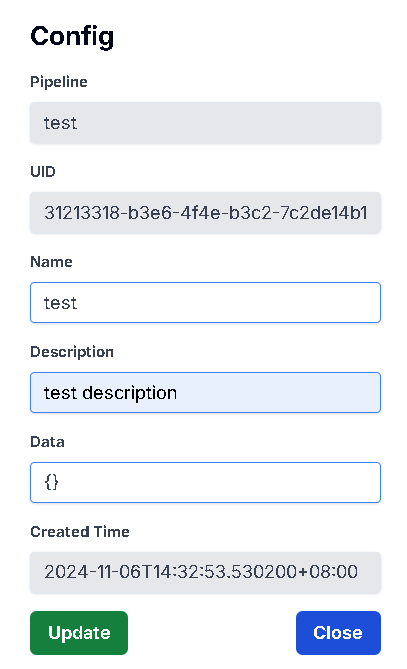 Config
Pipeline
test
UID
31213318-b3e6-4f4e-b3c2-7c2de14b1
Name
test
Description
test description
Data
{}
Created Time
2024-11-06T14:32:53.530200+08:00
Update
Close